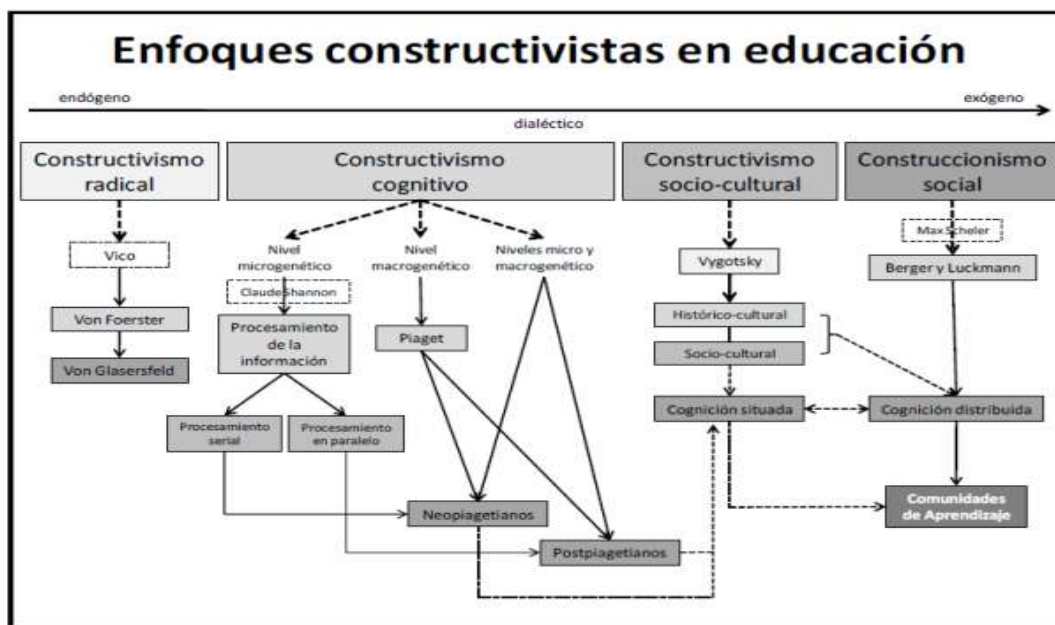 Enfoques constructivistas en educación
endógeno
exógeno
dialéctico
Constructivismo
radical
Constructivismo
cognitivo
Constructivismo
socio-cultural
Construccionismo
social
Vico
Von Foerster
Von Glasersfeld
Nivel
microgenético
Nivel
macrogenético
Niveles micro y
macrogenético
Claude Shannon
Procesamiento
de la
información
Piaget
Procesamiento
serial
Procesamiento
en paralelo
Neopiagetianos
Postpiagetianos
Vygotsky
Histórico-cultural
Socio-cultural
Cognición situada
Max Scheler
Berger y Luckmann
Cognición distribuida
Comunidades
de Aprendizaje